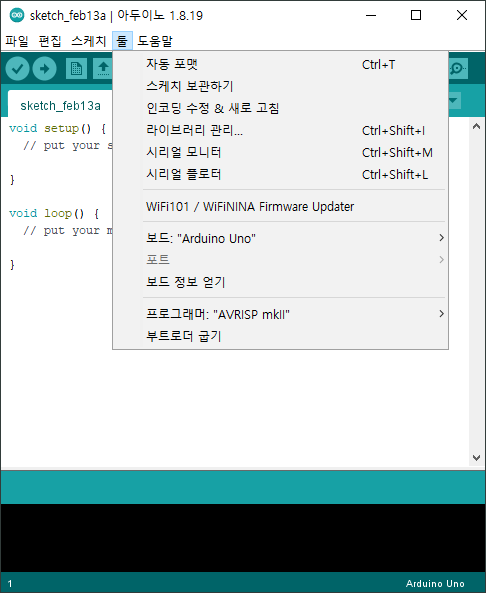 sketch_feb13a | 아두이노 1.8.19
파일 편집 스케치 툴 도움말
sketch_feb13a
자동 포맷 Ctrl+T
스케치 보관하기
인코딩 수정 & 새로 고침
라이브러리 관리... Ctrl+Shift+I
시리얼 모니터 Ctrl+Shift+M
시리얼 플로터 Ctrl+Shift+L
WiFi101 / WiFiNINA Firmware Updater
보드: "Arduino Uno"
포트
보드 정보 얻기
프로그래머: "AVRISP mkII"
부트로더 굽기
void setup() {
// put your s
}
void loop() {
// put your m
}
1 Arduino Uno